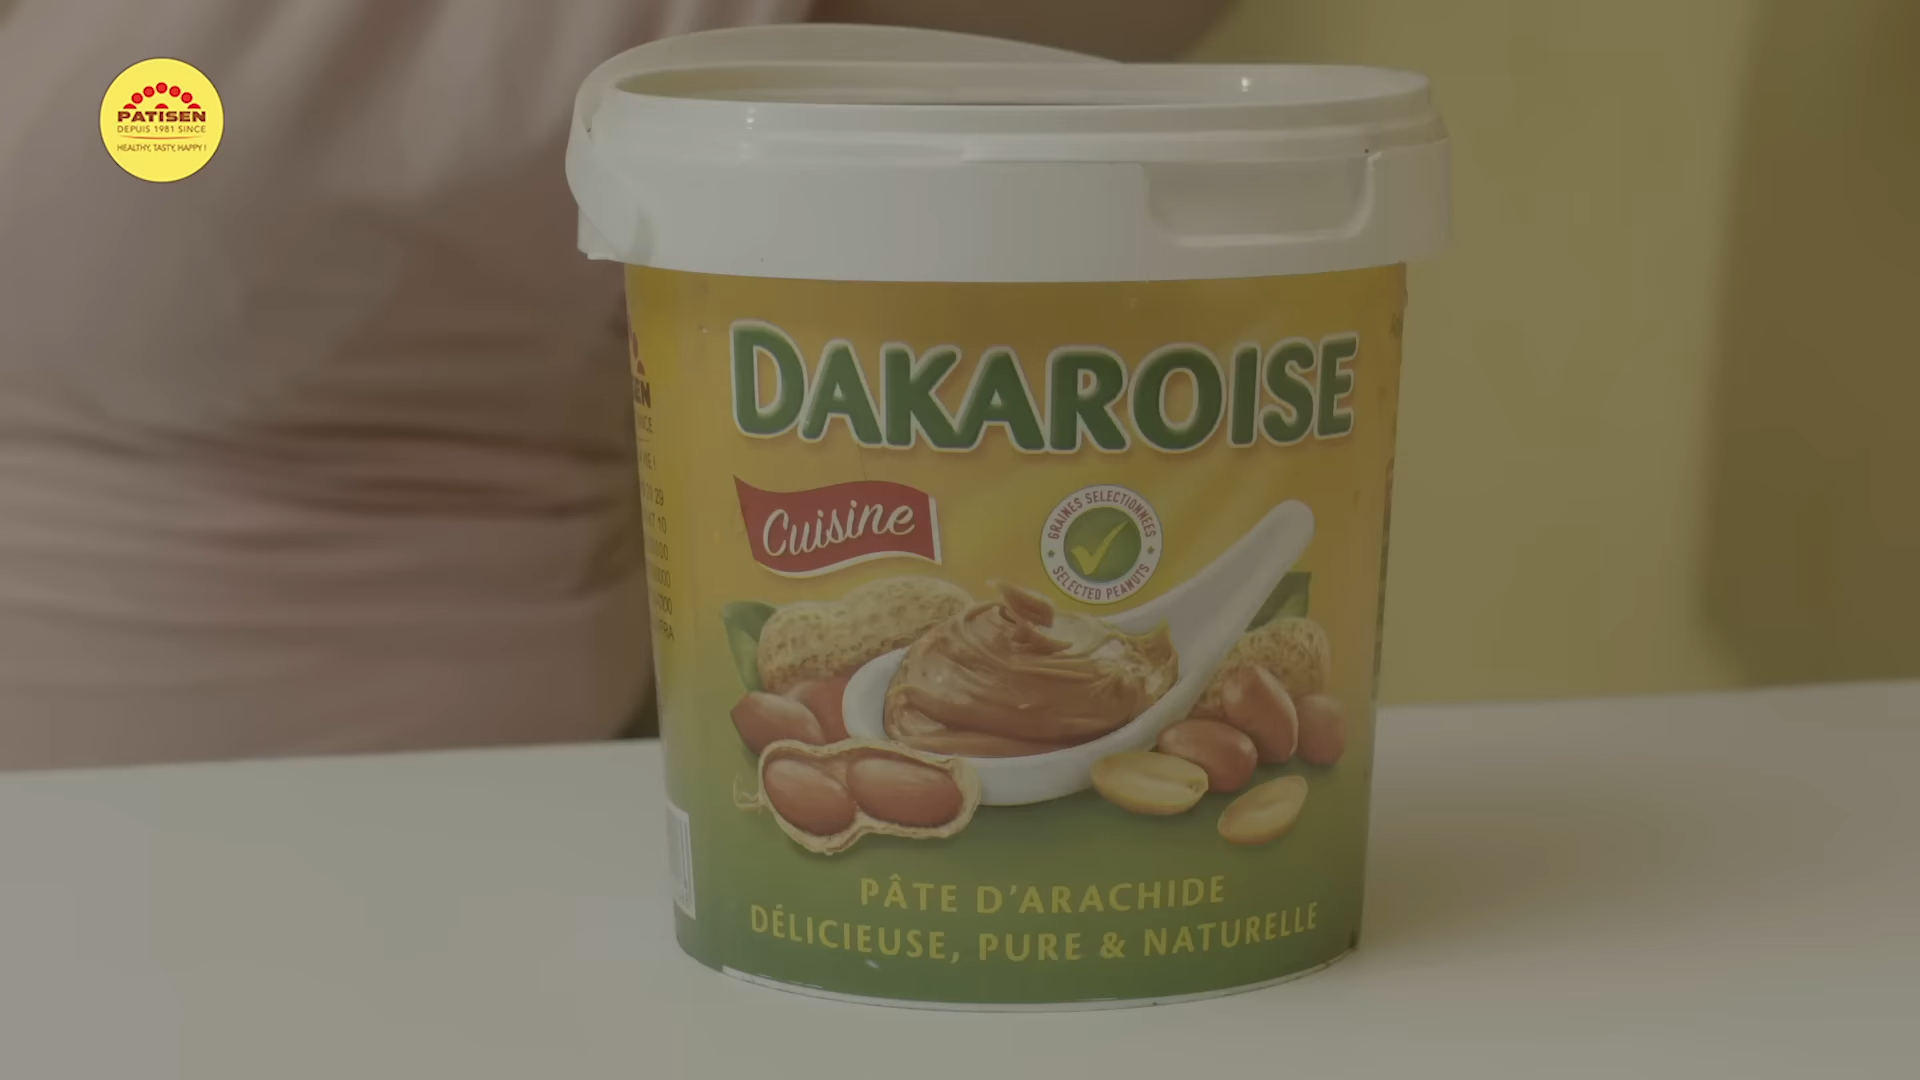 PATISEN
DEPUIS 1981 SINCE
HEALTHY, TASTY, HAPPY !
DAKAROISE
Cuisine
GRAINES SELECTIONNEES
SELECTED PEANUTS
PÂTE D'ARACHIDE
DÉLICIEUSE, PURE & NATURELLE